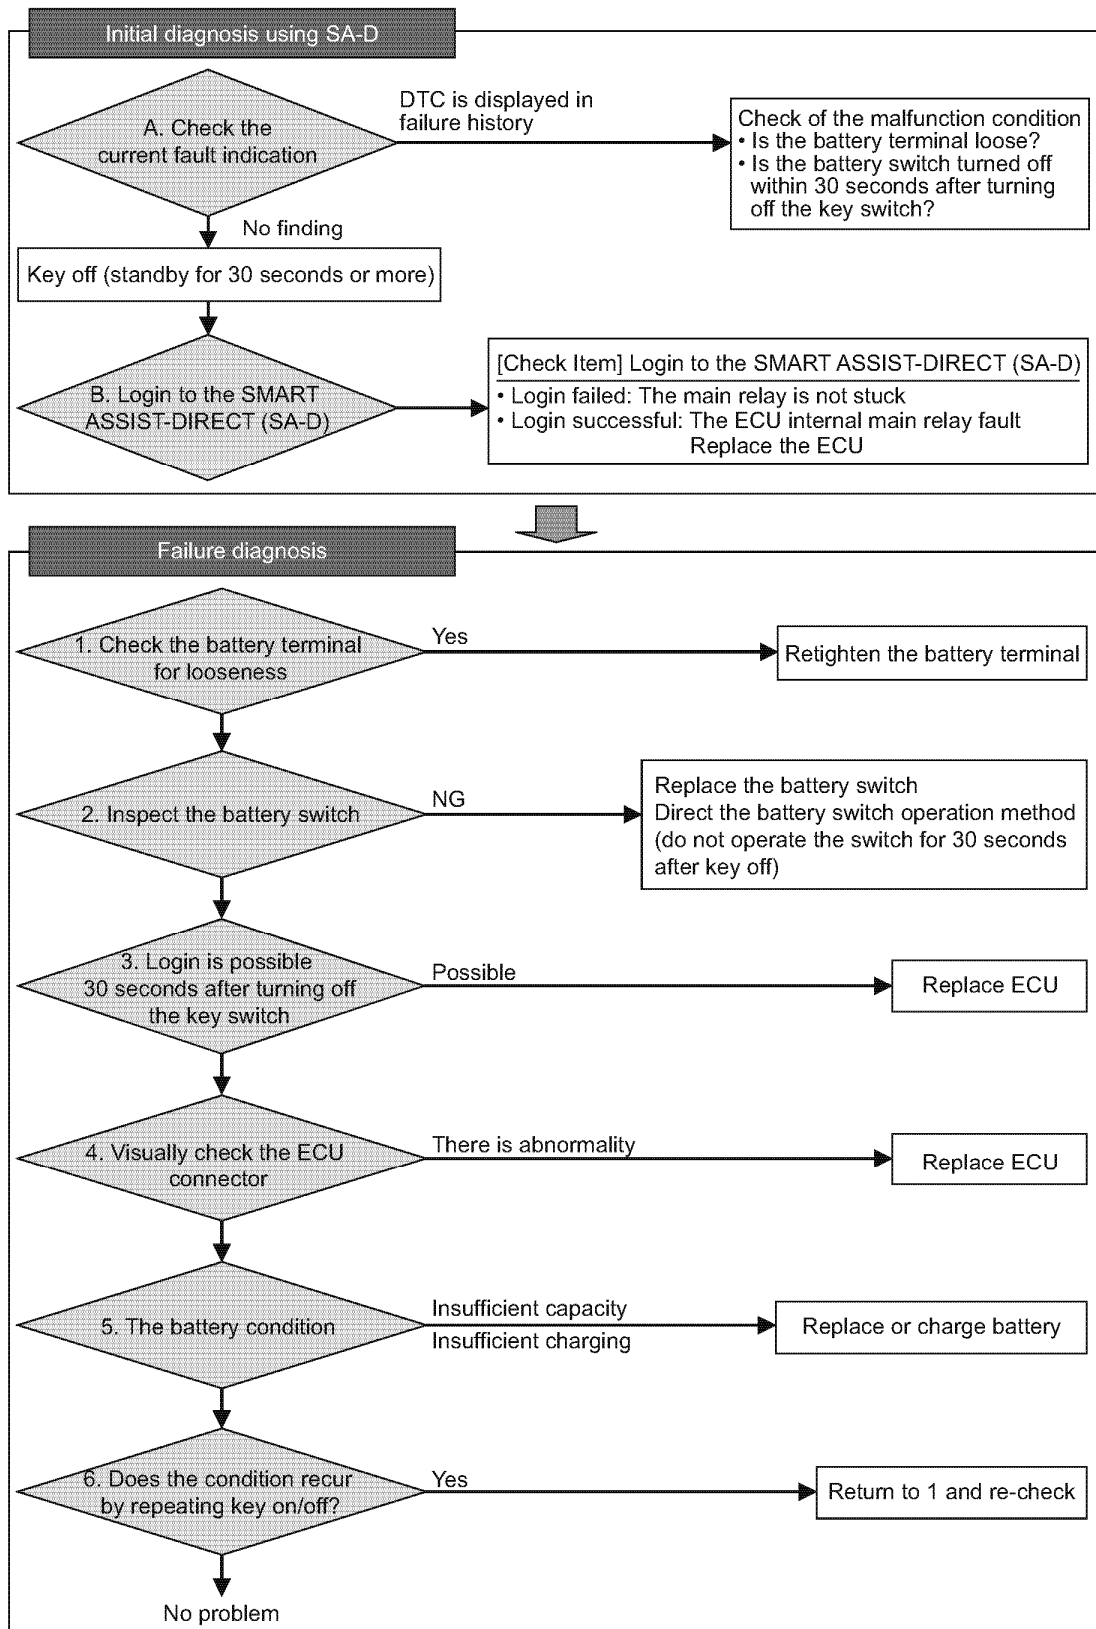 Initial diagnosis using SA-D
A. Check the
current fault indication
DTC is displayed in
failure history
Check of the malfunction condition
• Is the battery terminal loose?
• Is the battery switch turned off
within 30 seconds after turning
off the key switch?
No finding
Key off (standby for 30 seconds or more)
B. Login to the SMART
ASSIST-DIRECT (SA-D)
[Check Item] Login to the SMART ASSIST-DIRECT (SA-D)
• Login failed: The main relay is not stuck
• Login successful: The ECU internal main relay fault
Replace the ECU
Failure diagnosis
1. Check the battery terminal
for looseness
Yes
Retighten the battery terminal
2. Inspect the battery switch
NG
Replace the battery switch
Direct the battery switch operation method
(do not operate the switch for 30 seconds
after key off)
3. Login is possible
30 seconds after turning off
the key switch
Possible
Replace ECU
4. Visually check the ECU
connector
There is abnormality
Replace ECU
5. The battery condition
Insufficient capacity
Insufficient charging
Replace or charge battery
6. Does the condition recur
by repeating key on/off?
Yes
Return to 1 and re-check
No problem